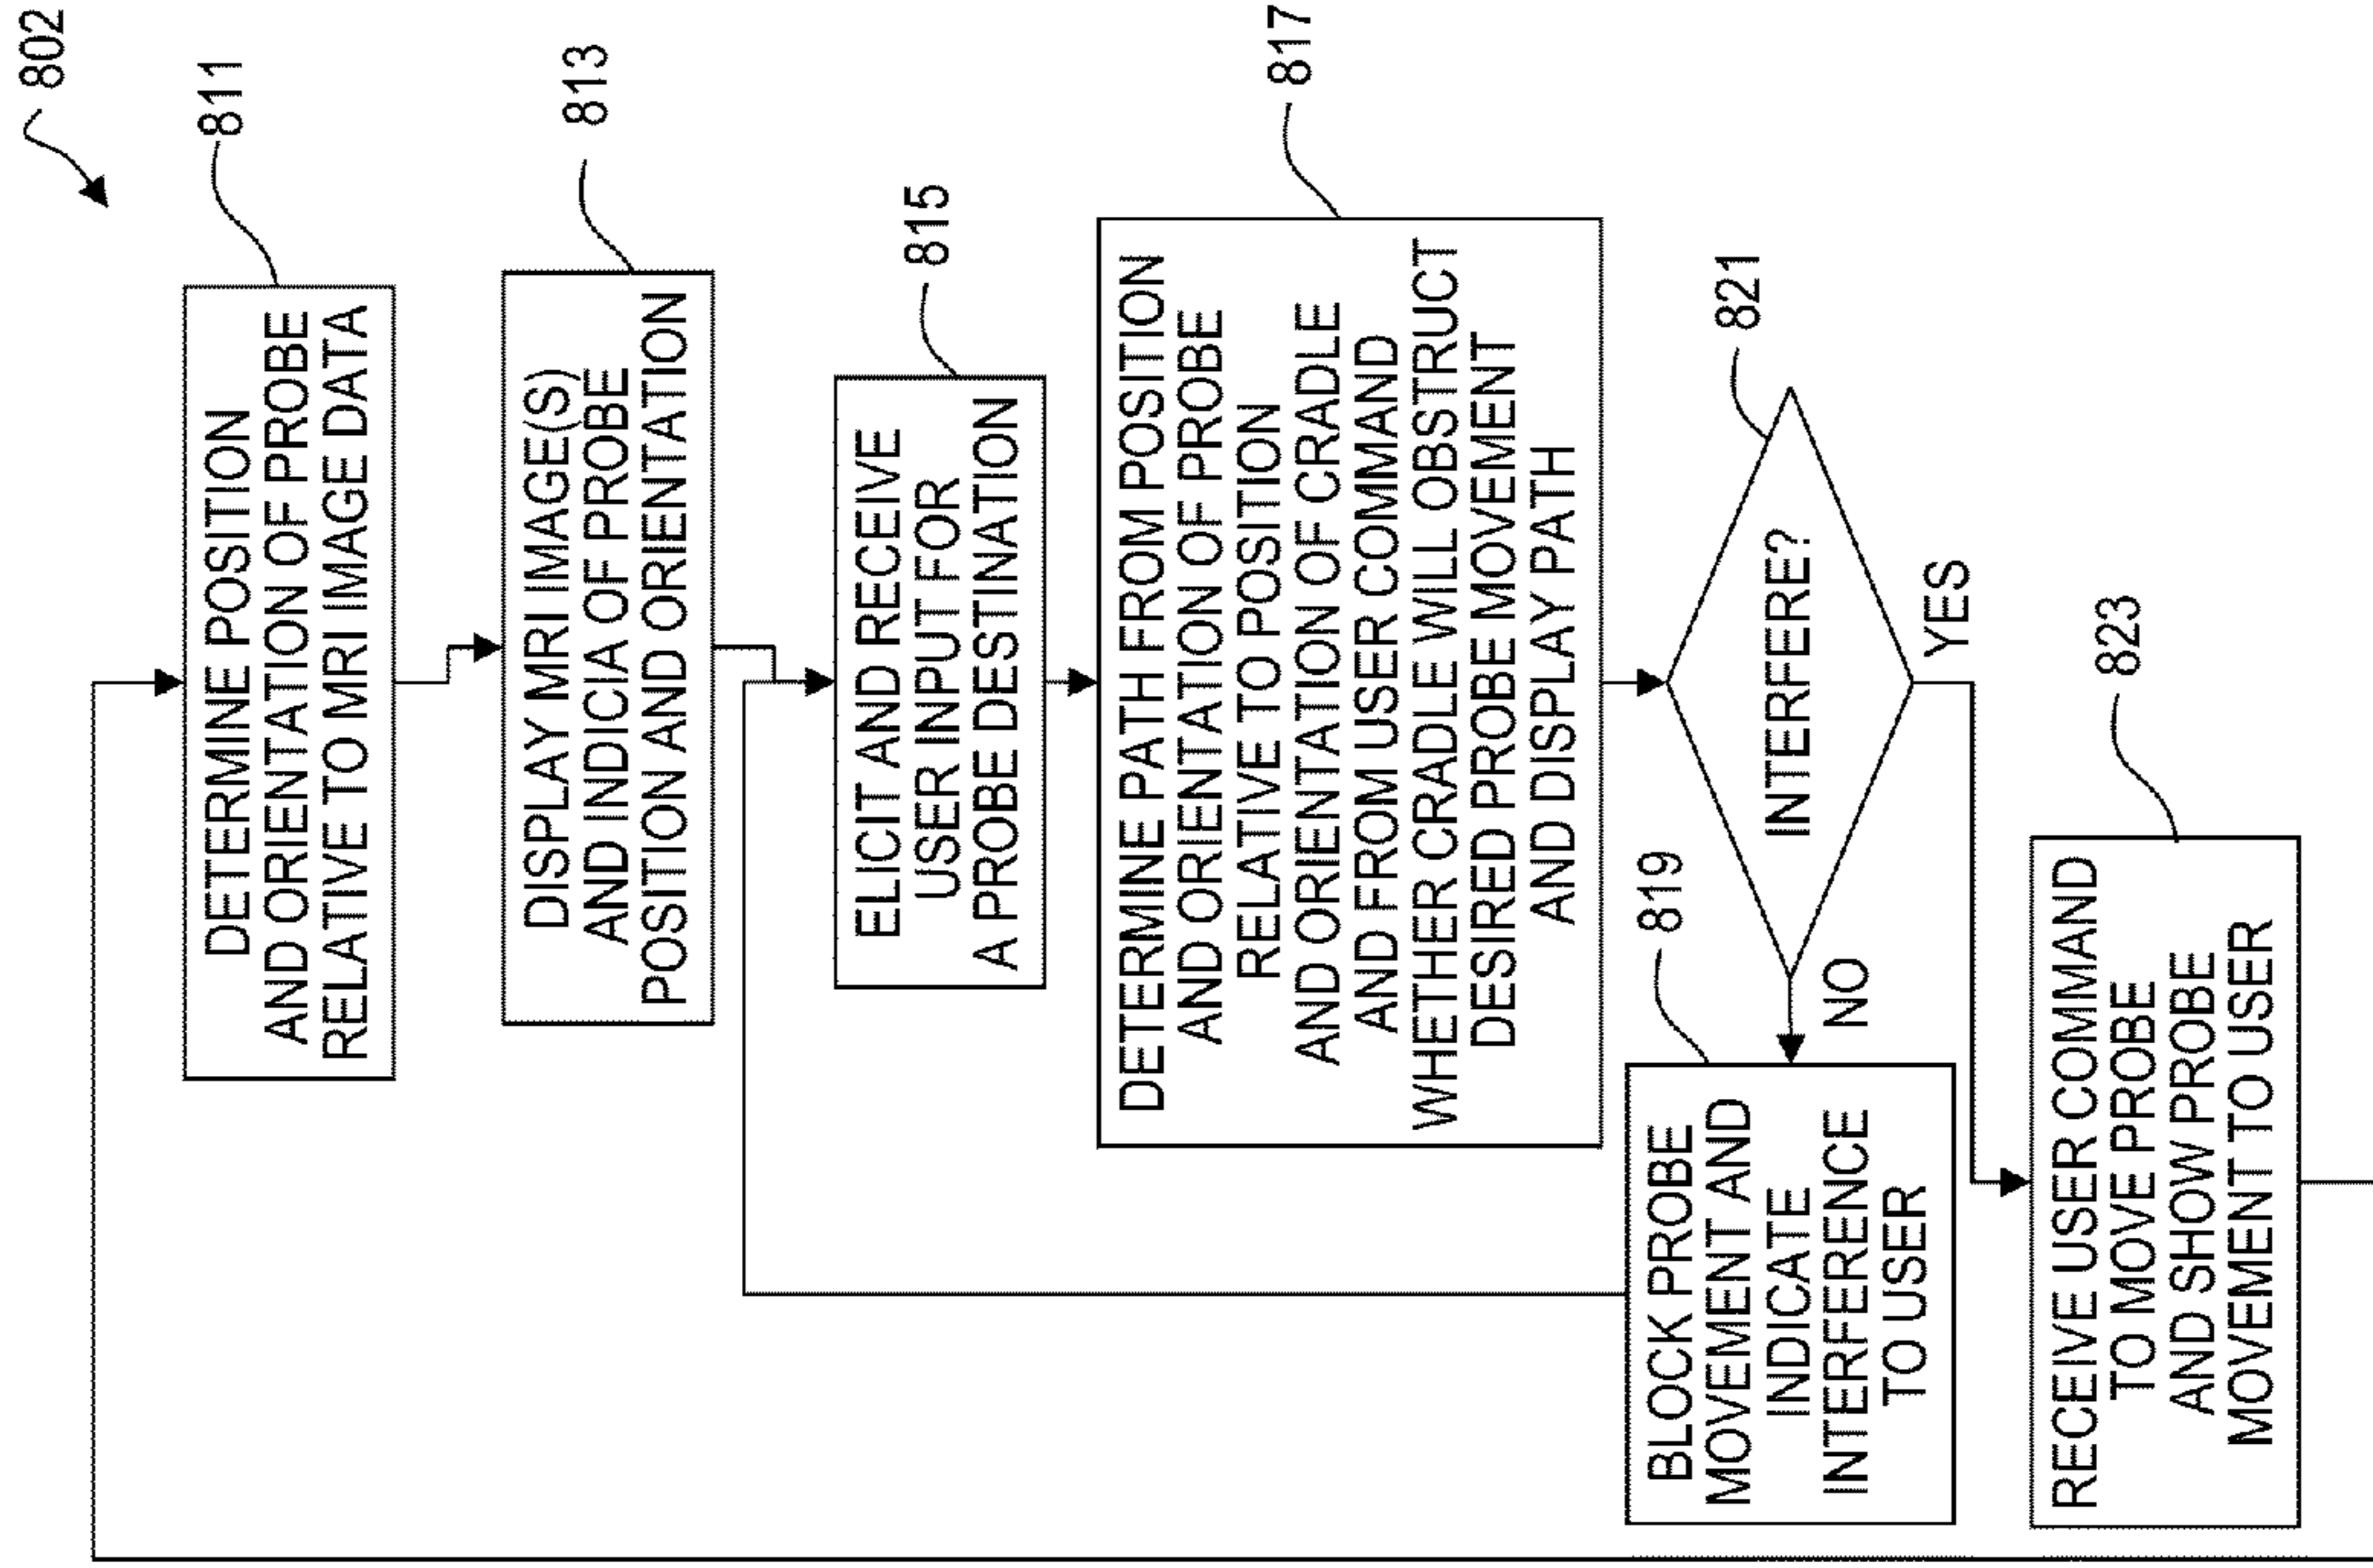 802
811
DETERMINE POSITION
AND ORIENTATION OF PROBE
RELATIVE TO MRI IMAGE DATA
813
DISPLAY MRI IMAGE(S)
AND INDICIA OF PROBE
POSITION AND ORIENTATION
815
ELICIT AND RECEIVE
USER INPUT FOR
A PROBE DESTINATION
817
DETERMINE PATH FROM POSITION
AND ORIENTATION OF PROBE
RELATIVE TO POSITION
AND ORIENTATION OF CRADLE
AND FROM USER COMMAND
WHETHER CRADLE WILL OBSTRUCT
DESIRED PROBE MOVEMENT
AND DISPLAY PATH
821
INTERFERE?
NO
YES
819
BLOCK PROBE
MOVEMENT AND
INDICATE
INTERFERENCE
TO USER
823
RECEIVE USER COMMAND
TO MOVE PROBE
AND SHOW PROBE
MOVEMENT TO USER